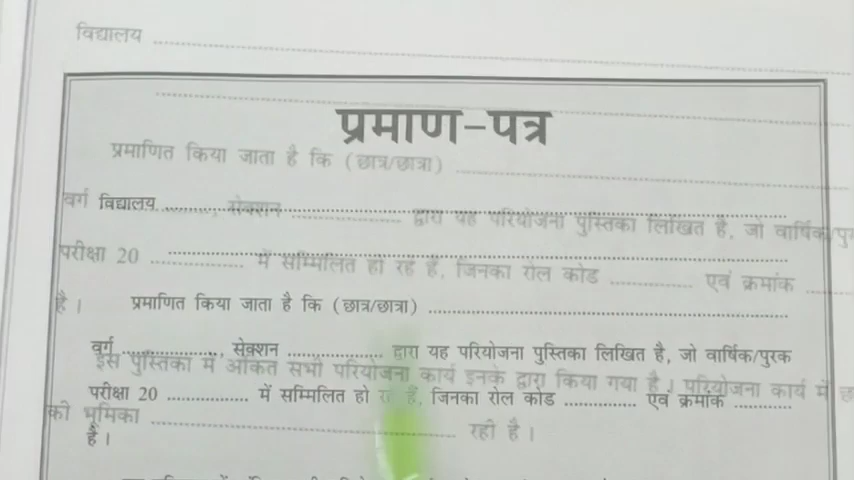 विद्यालय ..........
प्रमाण-पत्र
प्रमाणित किया जाता है कि (छात्र/छात्रा) ..........
वर्ग विद्यालय .........., सेक्शन .......... द्वारा यह परियोजना पुस्तिका लिखित है, जो वार्षिक/पुर
परीक्षा 20 .......... में सम्मिलित हो रहे हैं, जिनका रोल कोड .......... एवं क्रमांक ..........
है।
प्रमाणित किया जाता है कि (छात्र/छात्रा) ..........
वर्ग .........., सेक्शन .......... द्वारा यह परियोजना पुस्तिका लिखित है, जो वार्षिक/पुरक
इस पुस्तिका में अंकित सभी परियोजना कार्य इनके द्वारा किया गया है। परियोजना कार्य में
परीक्षा 20 .......... में सम्मिलित हो रहे हैं, जिनका रोल कोड .......... एवं क्रमांक ..........
की भूमिका .......... रही है।
है।